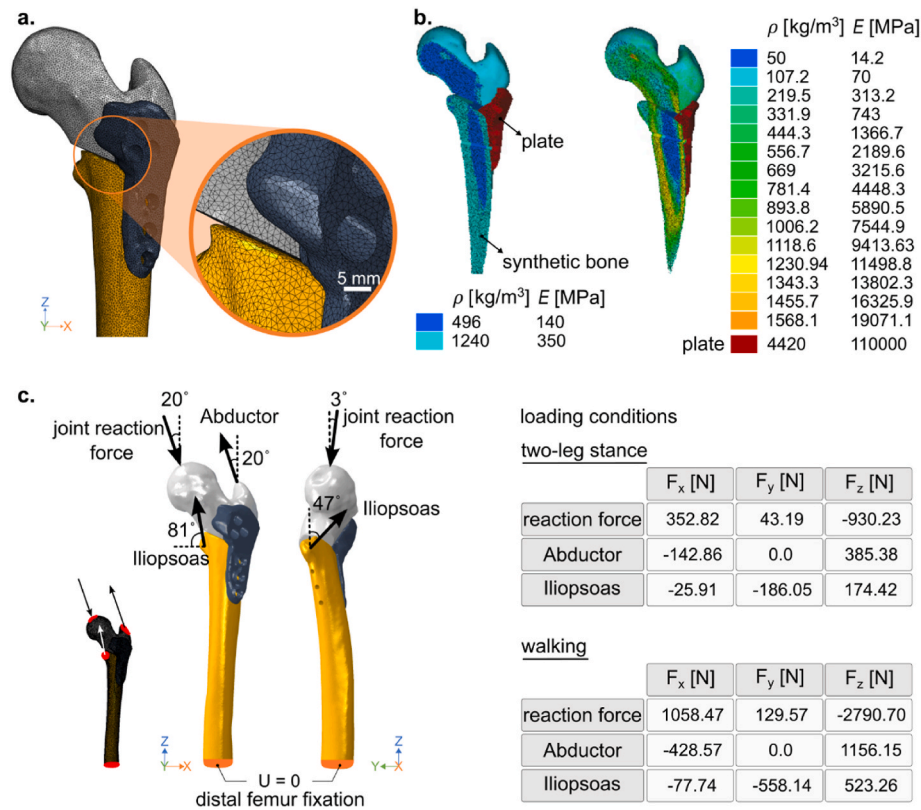 a.
5 mm
Z
Y
X
b.
plate
synthetic bone
ρ [kg/m³] E [MPa]
496 140
1240 350
ρ [kg/m³] E [MPa]
50 14.2
107.2 70
219.5 313.2
331.9 743
444.3 1366.7
556.7 2189.6
669 3215.6
781.4 4448.3
893.8 5890.5
1006.2 7544.9
1118.6 9413.63
1230.94 11498.8
1343.3 13802.3
1455.7 16325.9
1568.1 19071.1
plate 4420 110000
c.
20°
joint reaction
force
Abductor
20°
81°
Iliopsoas
3°
joint reaction
force
47°
Iliopsoas
Z
Y
X
U = 0
distal femur fixation
Z
Y
X
loading conditions
two-leg stance
Fx [N] Fy [N] Fz [N]
reaction force 352.82 43.19 -930.23
Abductor -142.86 0.0 385.38
Iliopsoas -25.91 -186.05 174.42
walking
Fx [N] Fy [N] Fz [N]
reaction force 1058.47 129.57 -2790.70
Abductor -428.57 0.0 1156.15
Iliopsoas -77.74 -558.14 523.26